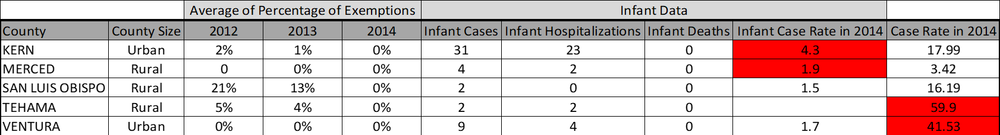 Average of Percentage of Exemptions Infant Data
County County Size 2012 2013 2014 Infant Cases Infant Hospitalizations Infant Deaths Infant Case Rate in 2014 Case Rate in 2014
KERN Urban 2% 1% 0% 31 23 0 4.3 17.99
MERCED Rural 0 0% 0% 4 2 0 1.9 3.42
SAN LUIS OBISPO Rural 21% 13% 0% 2 0 0 1.5 16.19
TEHAMA Rural 5% 4% 0% 2 2 0 59.9
VENTURA Urban 0% 0% 0% 9 4 0 1.7 41.53